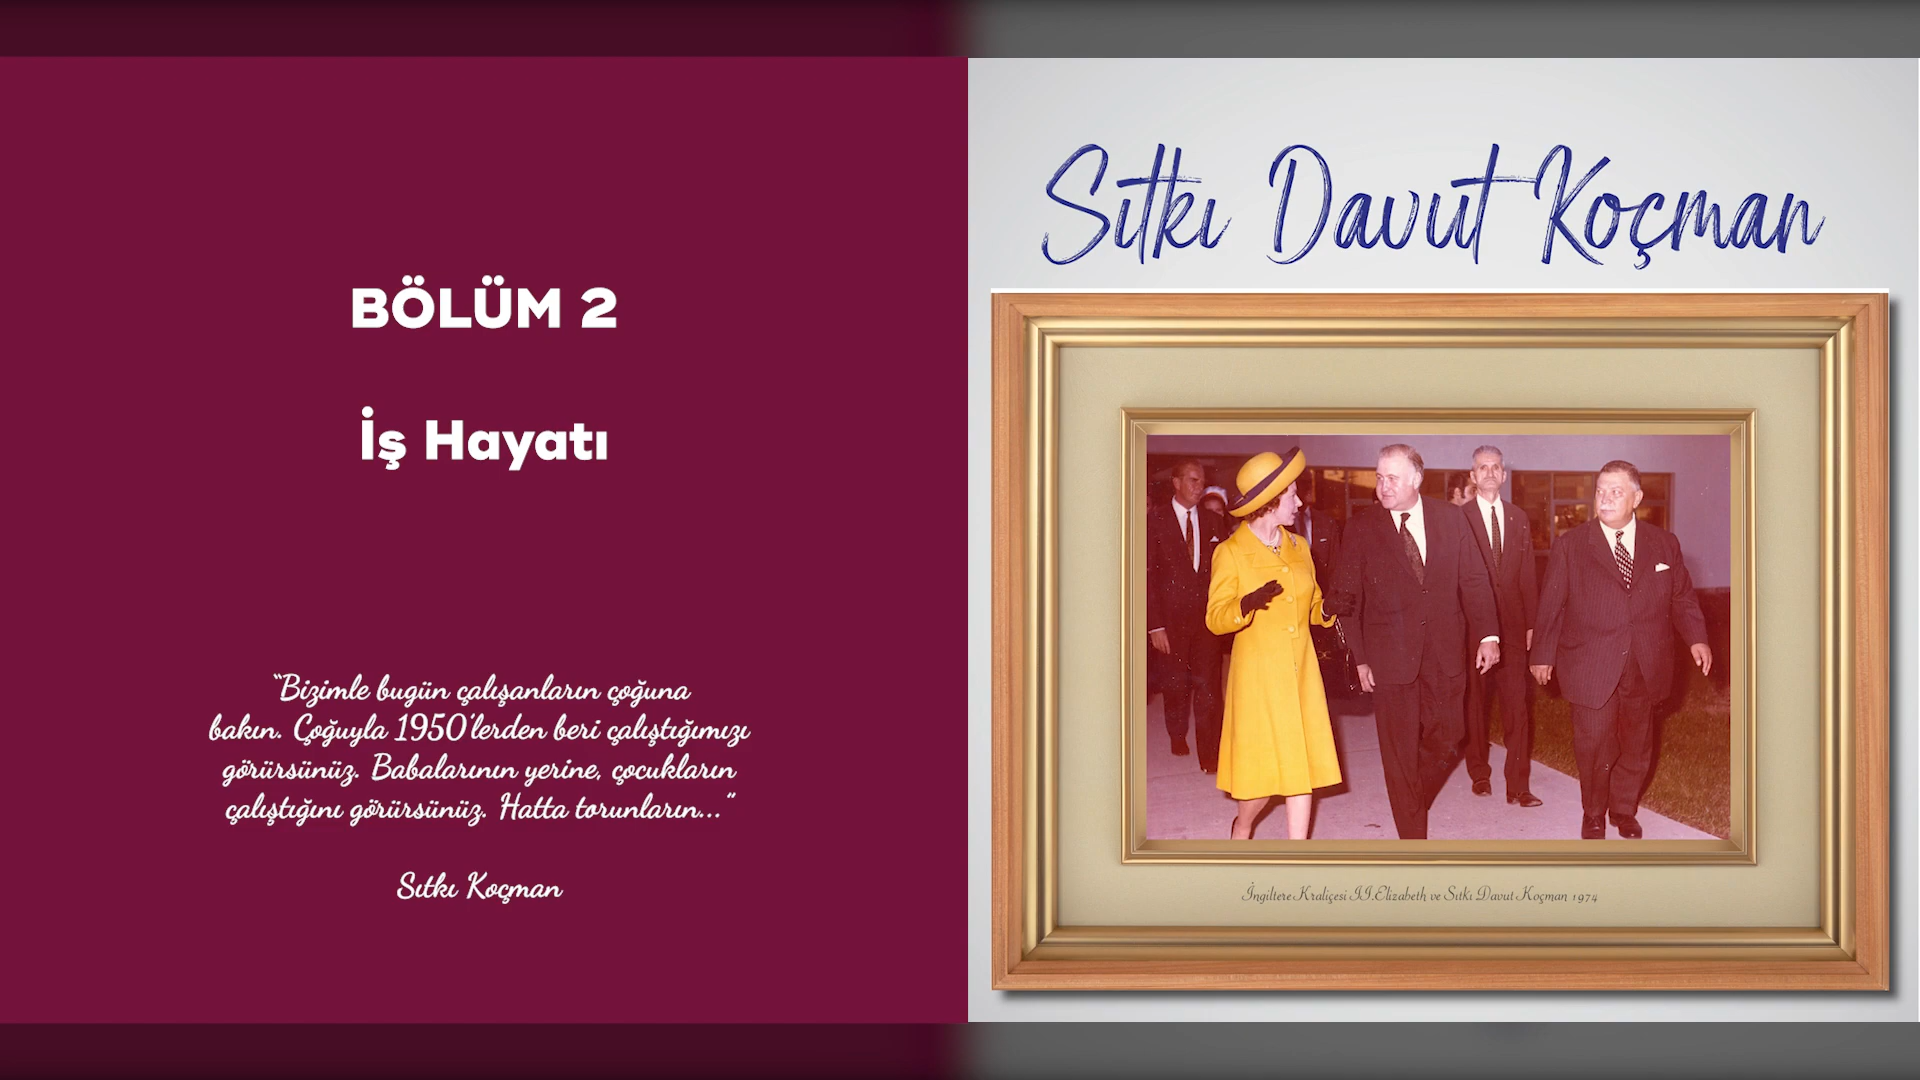 BÖLÜM 2
İş Hayatı
“Bizimle bugün çalışanların çoğuna
bakın. Çoğuyla 1950’lerden beri çalıştığımızı
görürsünüz. Babalarının yerine, çocukların
çalıştığını görürsünüz. Hatta torunların...”
Sıtkı Koçman
Sıtkı Davut Koçman
İngiltere Kraliçesi II.Elizabeth ve Sıtkı Davut Koçman 1974